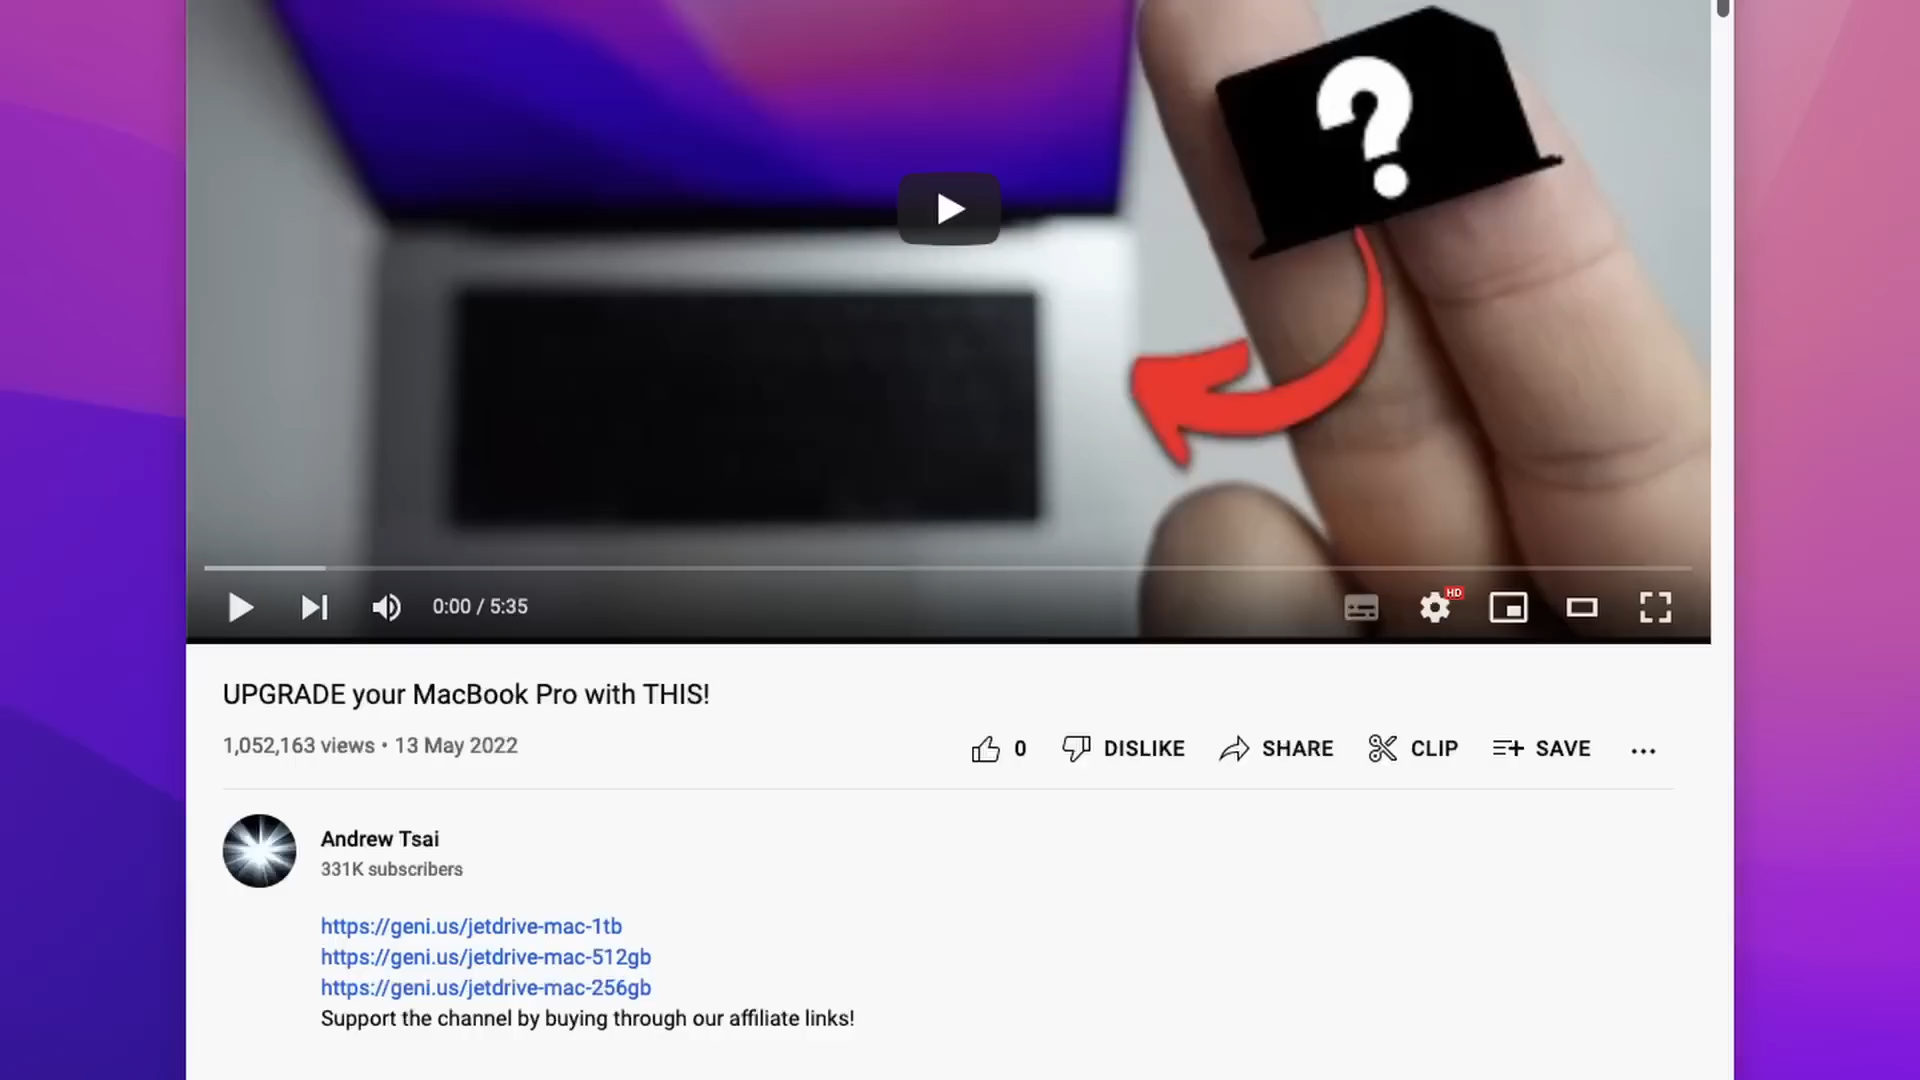 ?
0:00 / 5:35
HD
UPGRADE your MacBook Pro with THIS!
1,052,163 views • 13 May 2022
0 DISLIKE SHARE CLIP SAVE ...
Andrew Tsai
331K subscribers
https://geni.us/jetdrive-mac-1tb
https://geni.us/jetdrive-mac-512gb
https://geni.us/jetdrive-mac-256gb
Support the channel by buying through our affiliate links!